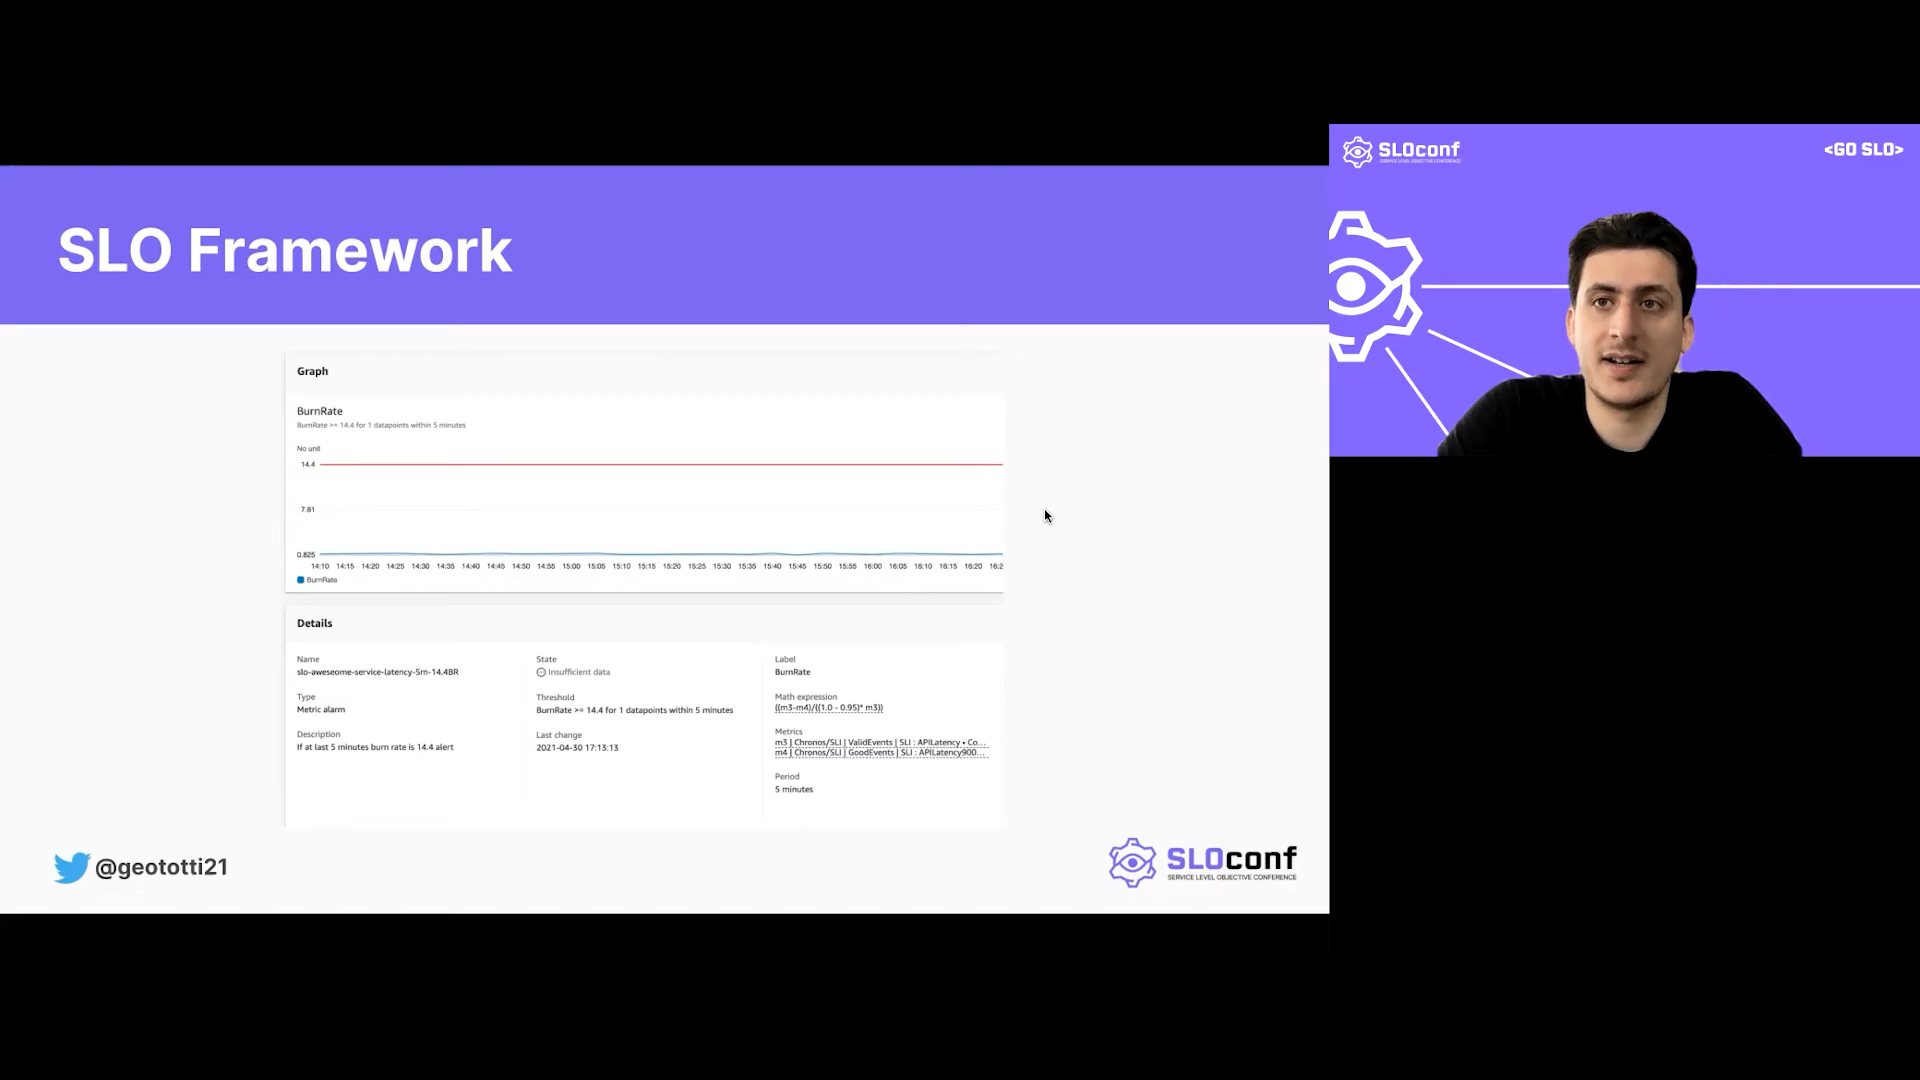 SLO Framework
Graph
BurnRate
BurnRate >= 14.4 for 1 datapoints within 5 minutes
No unit
14.4
7.61
0.825
14:10 14:15 14:20 14:25 14:30 14:35 14:40 14:45 14:50 14:55 15:00 15:05 15:10 15:15 15:20 15:25 15:30 15:35 15:40 15:45 15:50 15:55 16:00 16:05 16:10 16:15 16:20 16:2
BurnRate
Details
Name
slo-aweseome-service-latency-5m-14.4BR
Type
Metric alarm
Description
If at last 5 minutes burn rate is 14.4 alert
State
Insufficient data
Threshold
BurnRate >= 14.4 for 1 datapoints within 5 minutes
Last change
2021-04-30 17:13:13
Label
BurnRate
Math expression
((m3-m4)/((1.0 - 0.95)* m3))
Metrics
m3 | Chronos/SLI | ValidEvents | SLI : APILatency • Co...
m4 | Chronos/SLI | GoodEvents | SLI : APILatency900...
Period
5 minutes
@geototti21
SLOconf
SERVICE LEVEL OBJECTIVE CONFERENCE
SLOconf
SERVICE LEVEL OBJECTIVE CONFERENCE
<GO SLO>